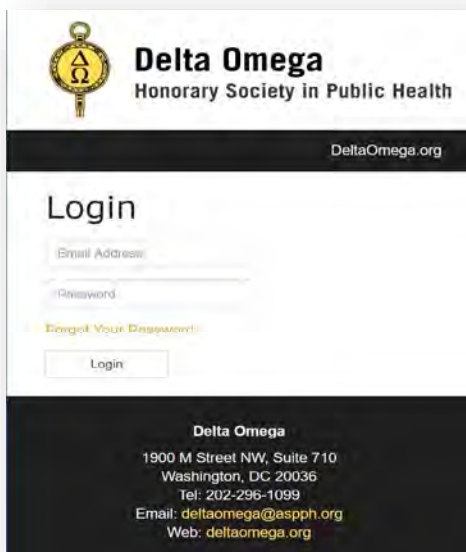 Δ
Ω
Delta Omega
Honorary Society in Public Health
DeltaOmega.org
Login
Email Address
Password
Forgot Your Password
Login
Delta Omega
1900 M Street NW, Suite 710
Washington, DC 20036
Tel: 202-296-1099
Email: deltaomega@aspph.org
Web: deltaomega.org